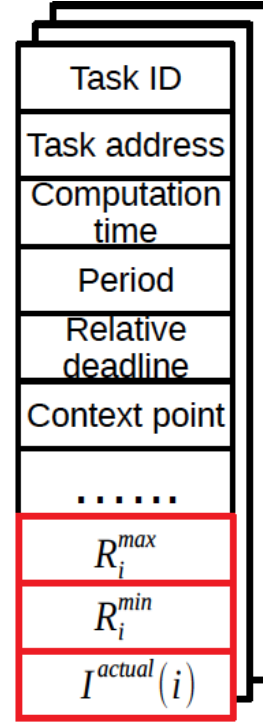 Task ID
Task address
Computation
time
Period
Relative
deadline
Context point
......
R_i^{max}
R_i^{min}
I^{actual}(i)